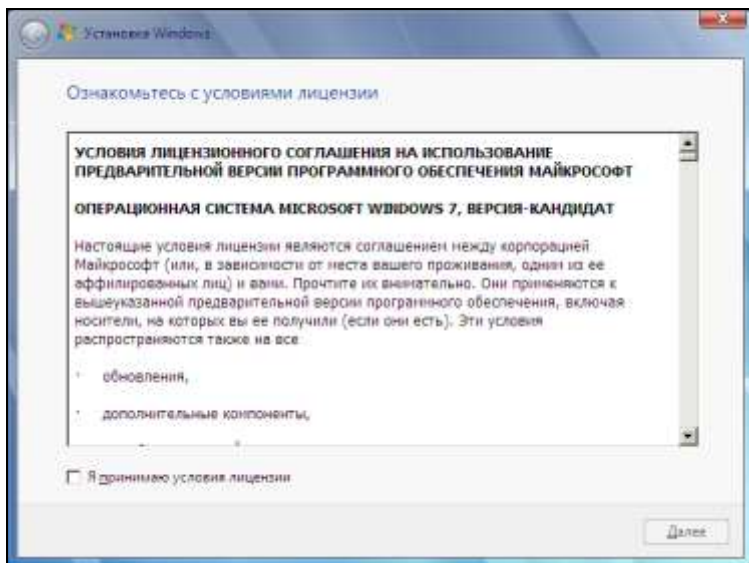 Установка Windows
Ознакомьтесь с условиями лицензии
УСЛОВИЯ ЛИЦЕНЗИОННОГО СОГЛАШЕНИЯ НА ИСПОЛЬЗОВАНИЕ
ПРЕДВАРИТЕЛЬНОЙ ВЕРСИИ ПРОГРАММНОГО ОБЕСПЕЧЕНИЯ МАЙКРОСОФТ
ОПЕРАЦИОННАЯ СИСТЕМА MICROSOFT WINDOWS 7, ВЕРСИЯ-КАНДИДАТ
Настоящие условия лицензии являются соглашением между корпорацией
Майкрософт (или, в зависимости от места вашего проживания, одним из ее
аффилированных лиц) и вами. Прочтите их внимательно. Они применяются к
вышеуказанной предварительной версии программного обеспечения, включая
носители, на которых вы ее получили (если они есть). Эти условия
распространяются также на все
· обновления,
· дополнительные компоненты,
Я принимаю условия лицензии
Далее